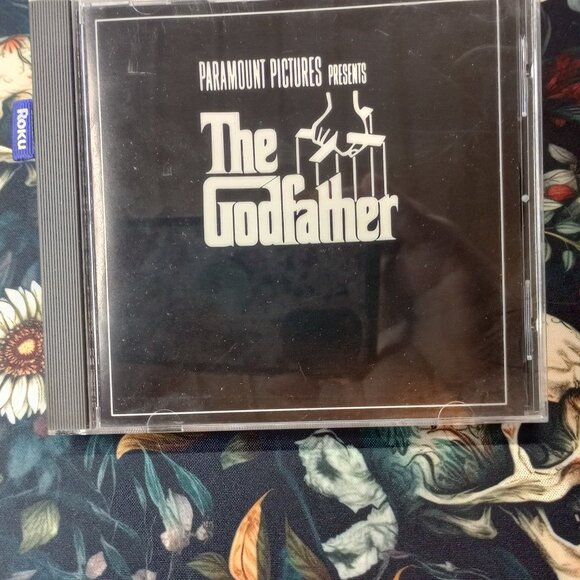 PARAMOUNT PICTURES PRESENTS
The
Godfather
ROKU